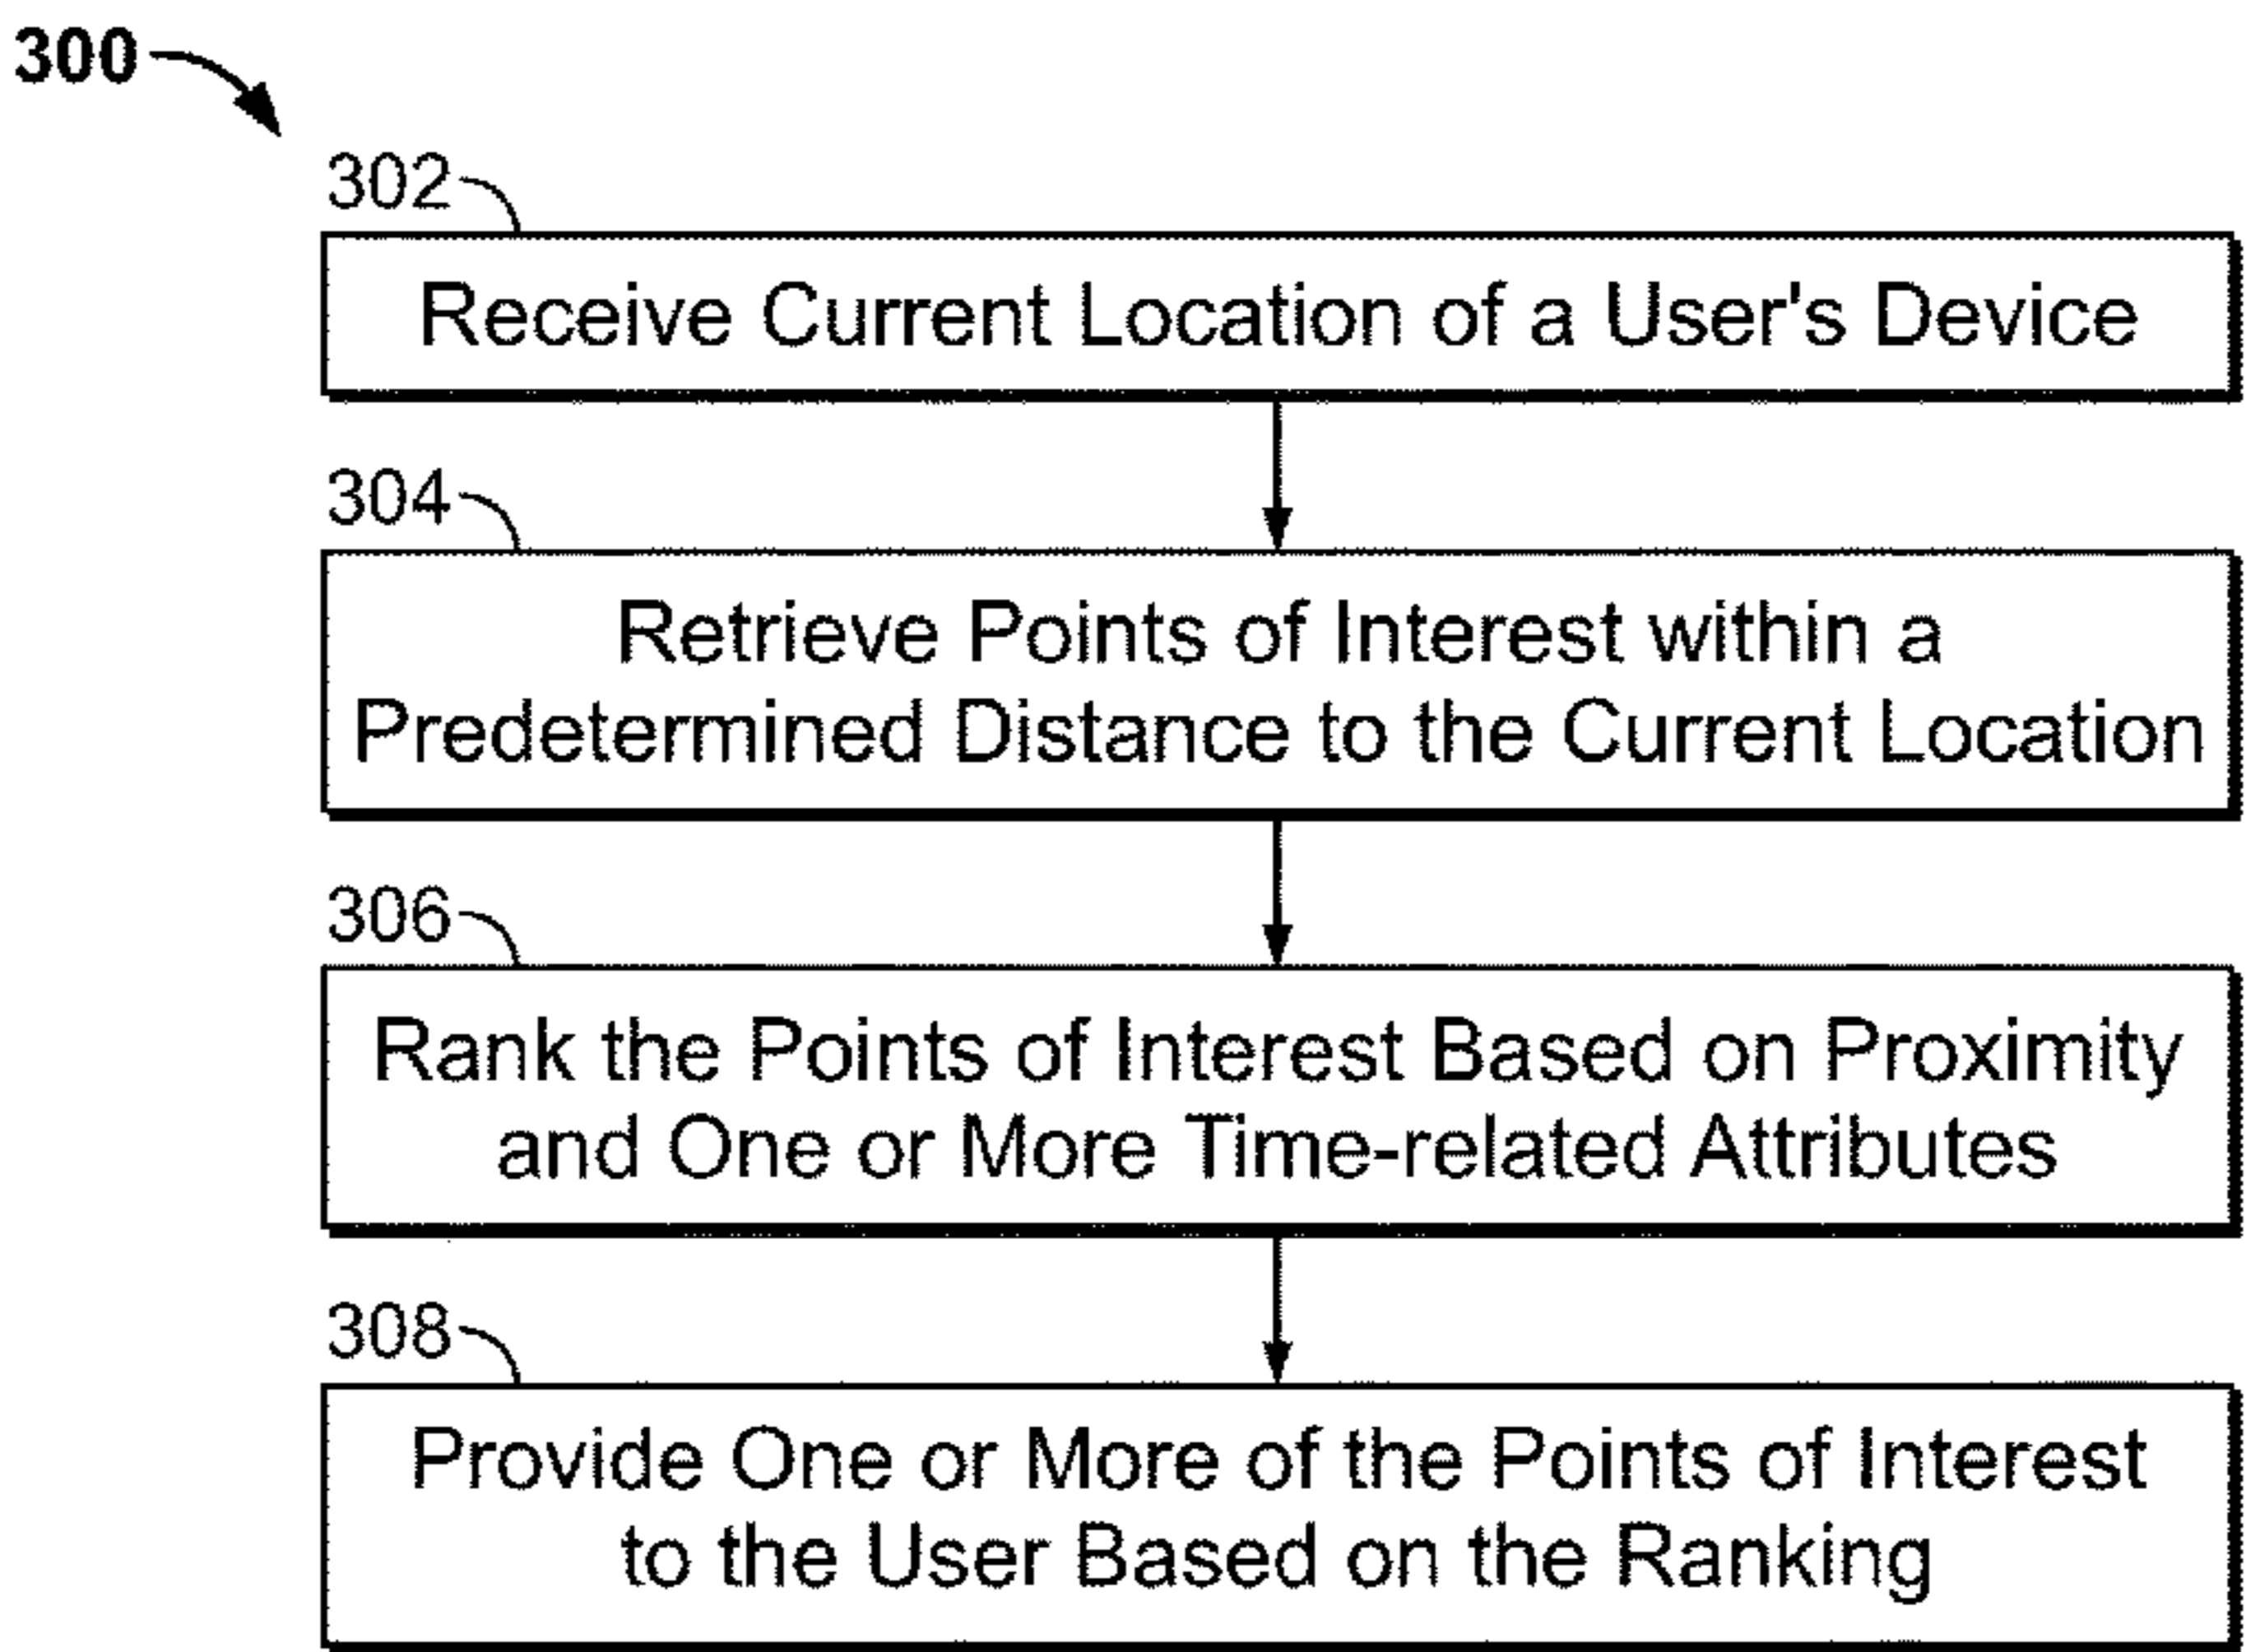 300
302
Receive Current Location of a User's Device
304
Retrieve Points of Interest within a
Predetermined Distance to the Current Location
306
Rank the Points of Interest Based on Proximity
and One or More Time-related Attributes
308
Provide One or More of the Points of Interest
to the User Based on the Ranking